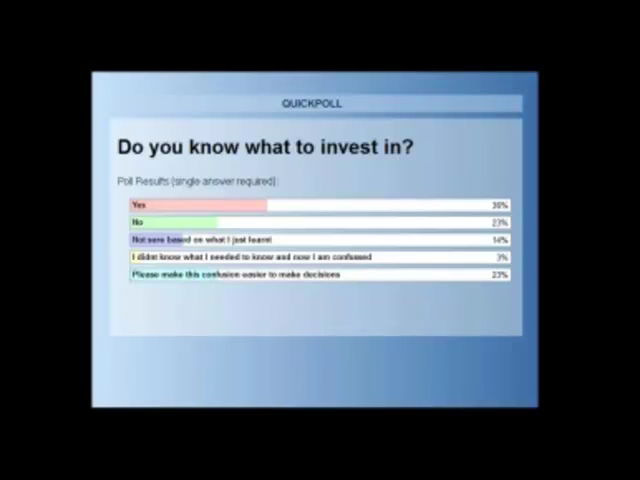 QUICKPOLL
Do you know what to invest in?
Poll Results (single answer required):
Yes 36%
No 23%
Not sure based on what I just learnt 14%
I didnt know what I needed to know and now I am confussed 3%
Please make this confusion easier to make decisions 23%